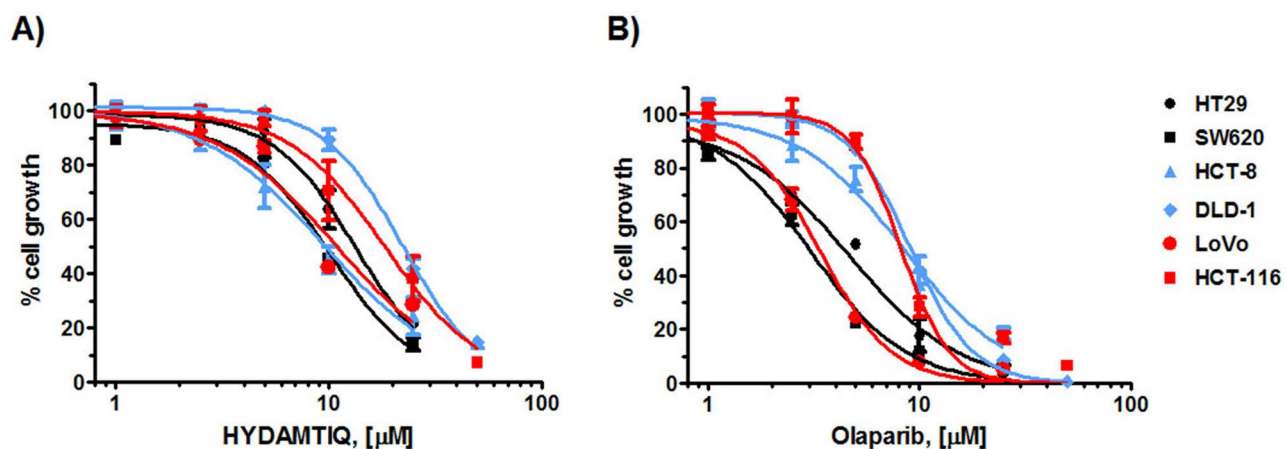 A)
100
80
60
40
20
0
% cell growth
1
10
100
HYDAMTIQ, [μM]
B)
100
80
60
40
20
0
% cell growth
1
10
100
Olaparib, [μM]
HT29
SW620
HCT-8
DLD-1
LoVo
HCT-116